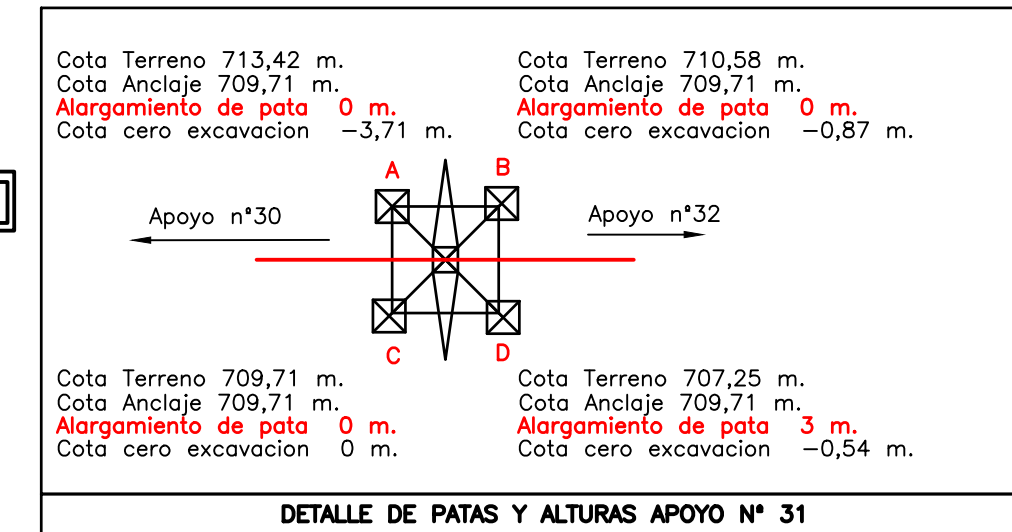 Cota Terreno 713,42 m.
Cota Anclaje 709,71 m.
Alargamiento de pata 0 m.
Cota cero excavacion -3,71 m.
Cota Terreno 710,58 m.
Cota Anclaje 709,71 m.
Alargamiento de pata 0 m.
Cota cero excavacion -0,87 m.
A
B
Apoyo nº30
Apoyo nº32
C
D
Cota Terreno 709,71 m.
Cota Anclaje 709,71 m.
Alargamiento de pata 0 m.
Cota cero excavacion 0 m.
Cota Terreno 707,25 m.
Cota Anclaje 709,71 m.
Alargamiento de pata 3 m.
Cota cero excavacion -0,54 m.
DETALLE DE PATAS Y ALTURAS APOYO Nº 31